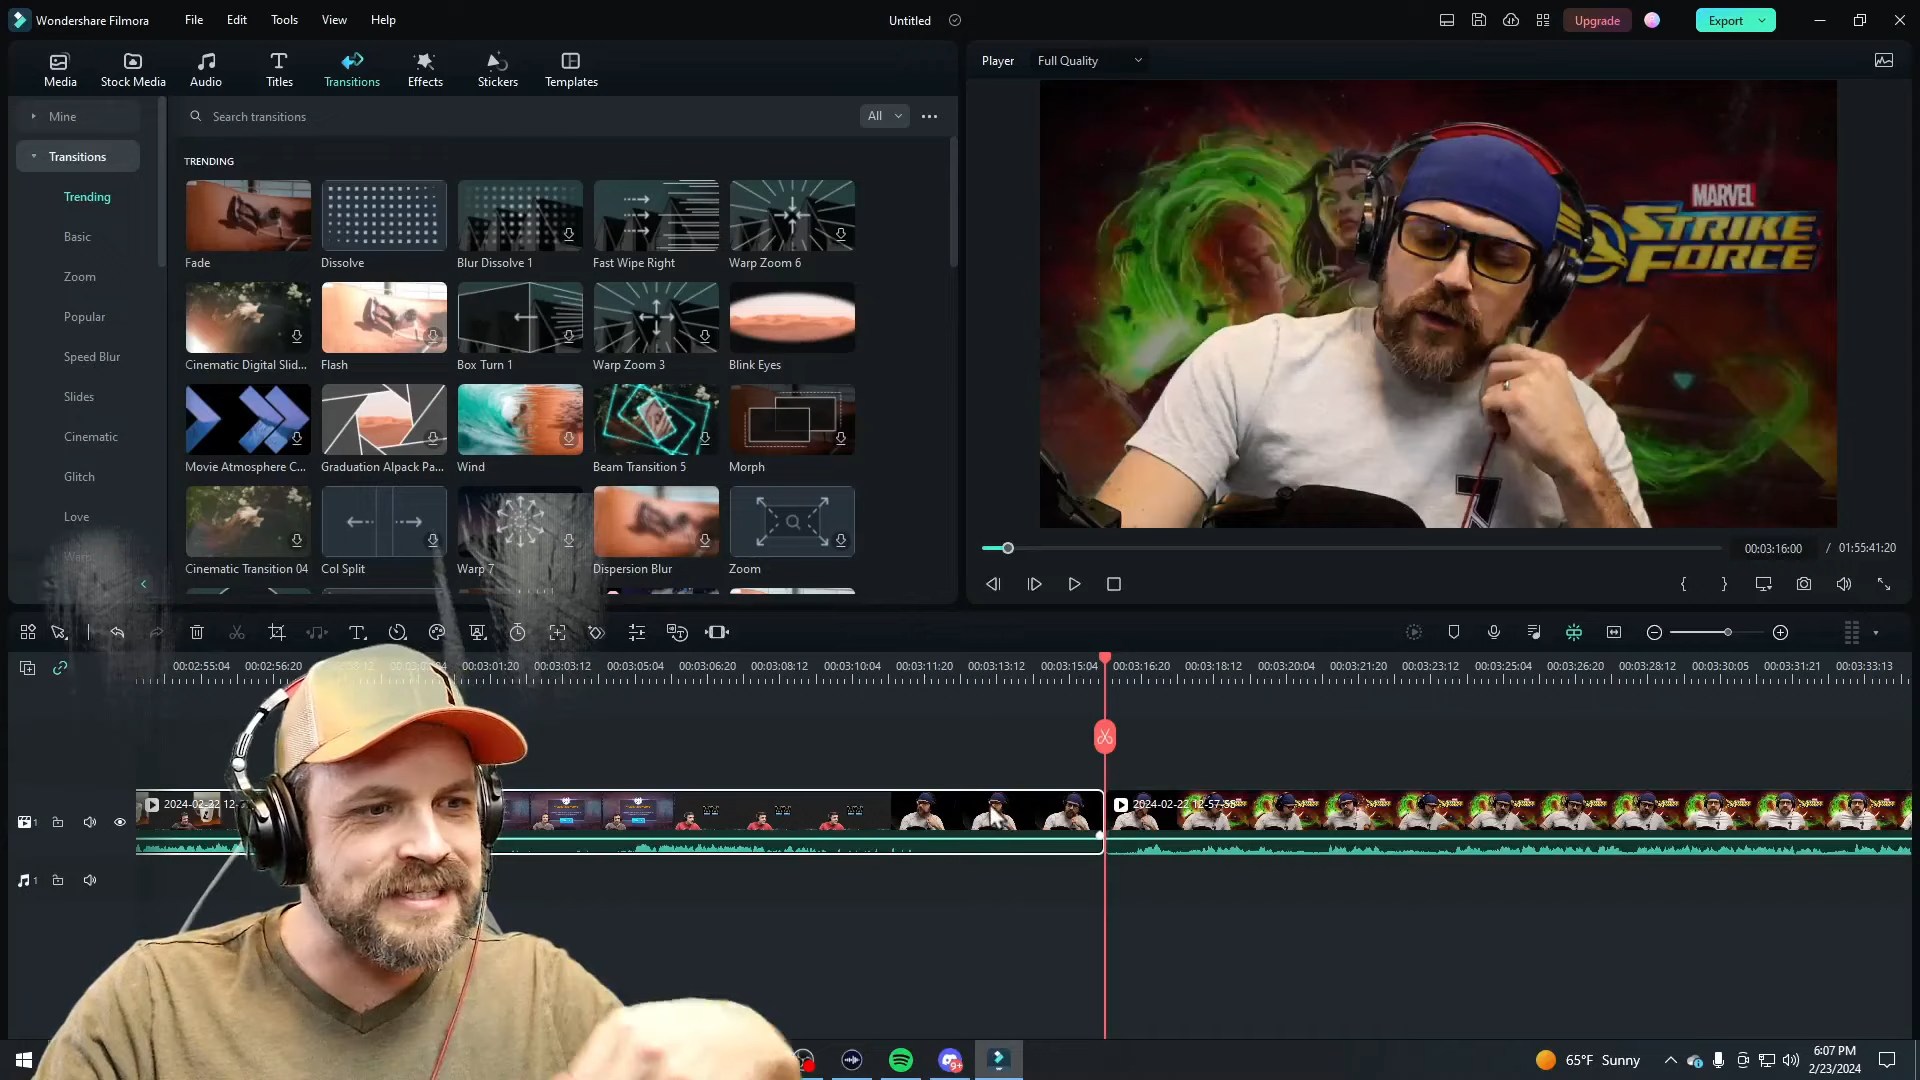 Wondershare Filmora
File
Edit
Tools
View
Help
Untitled
Upgrade
Export
Media
Stock Media
Audio
Titles
Transitions
Effects
Stickers
Templates
Player
Full Quality
Mine
Search transitions
All
Transitions
TRENDING
Trending
Basic
Zoom
Popular
Speed Blur
Slides
Cinematic
Glitch
Love
Warp
Fade
Dissolve
Blur Dissolve 1
Fast Wipe Right
Warp Zoom 6
Cinematic Digital Slid...
Flash
Box Turn 1
Warp Zoom 3
Blink Eyes
Movie Atmosphere C...
Graduation Alpack Pa...
Wind
Beam Transition 5
Morph
Cinematic Transition 04
Col Split
Warp 7
Dispersion Blur
Zoom
MARVEL
STRIKE
FORCE
00:03:16:00 / 01:55:41:20
00:02:55:04
00:02:56:20
00:03:01:20
00:03:03:12
00:03:05:04
00:03:06:20
00:03:08:12
00:03:10:04
00:03:11:20
00:03:13:12
00:03:15:04
00:03:16:20
00:03:18:12
00:03:20:04
00:03:21:20
00:03:23:12
00:03:25:04
00:03:26:20
00:03:28:12
00:03:30:05
00:03:31:21
00:03:33:13
2024-02-22 12-5
2024-02-22 12-57-55
1
1
9+
65°F Sunny
6:07 PM
2/23/2024